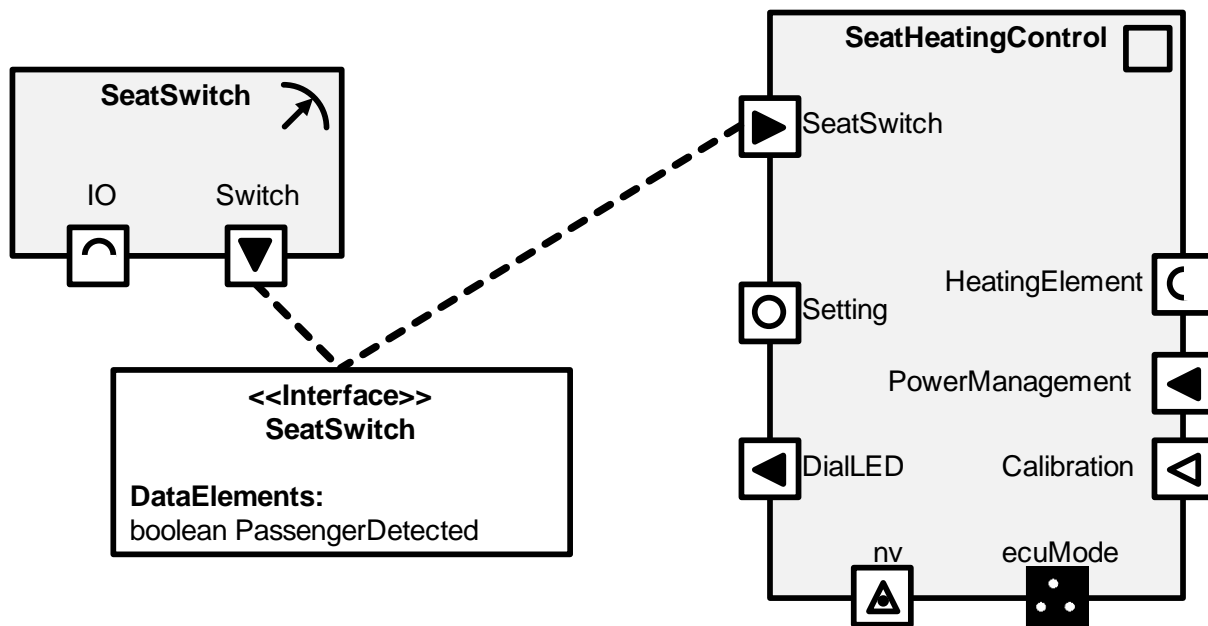 SeatSwitch
IO
Switch
<<Interface>>
SeatSwitch
DataElements:
boolean PassengerDetected
SeatHeatingControl
SeatSwitch
Setting
DialLED
HeatingElement
PowerManagement
Calibration
nv
ecuMode